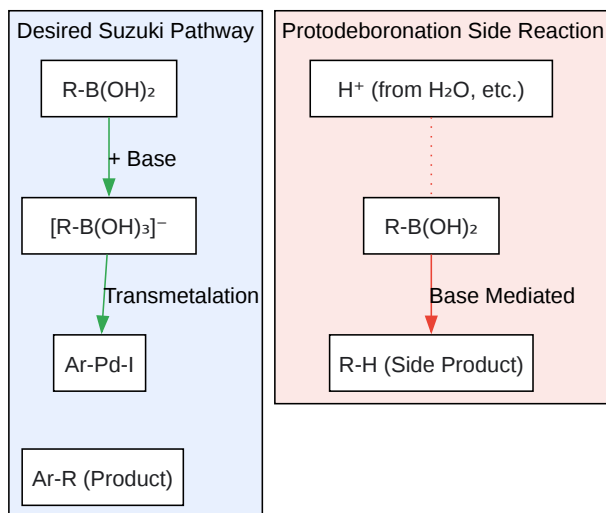 Desired Suzuki Pathway
R-B(OH)₂
+ Base
[R-B(OH)₃]⁻
Transmetalation
Ar-Pd-I
Ar-R (Product)
Protodeboronation Side Reaction
H⁺ (from H₂O, etc.)
R-B(OH)₂
Base Mediated
R-H (Side Product)